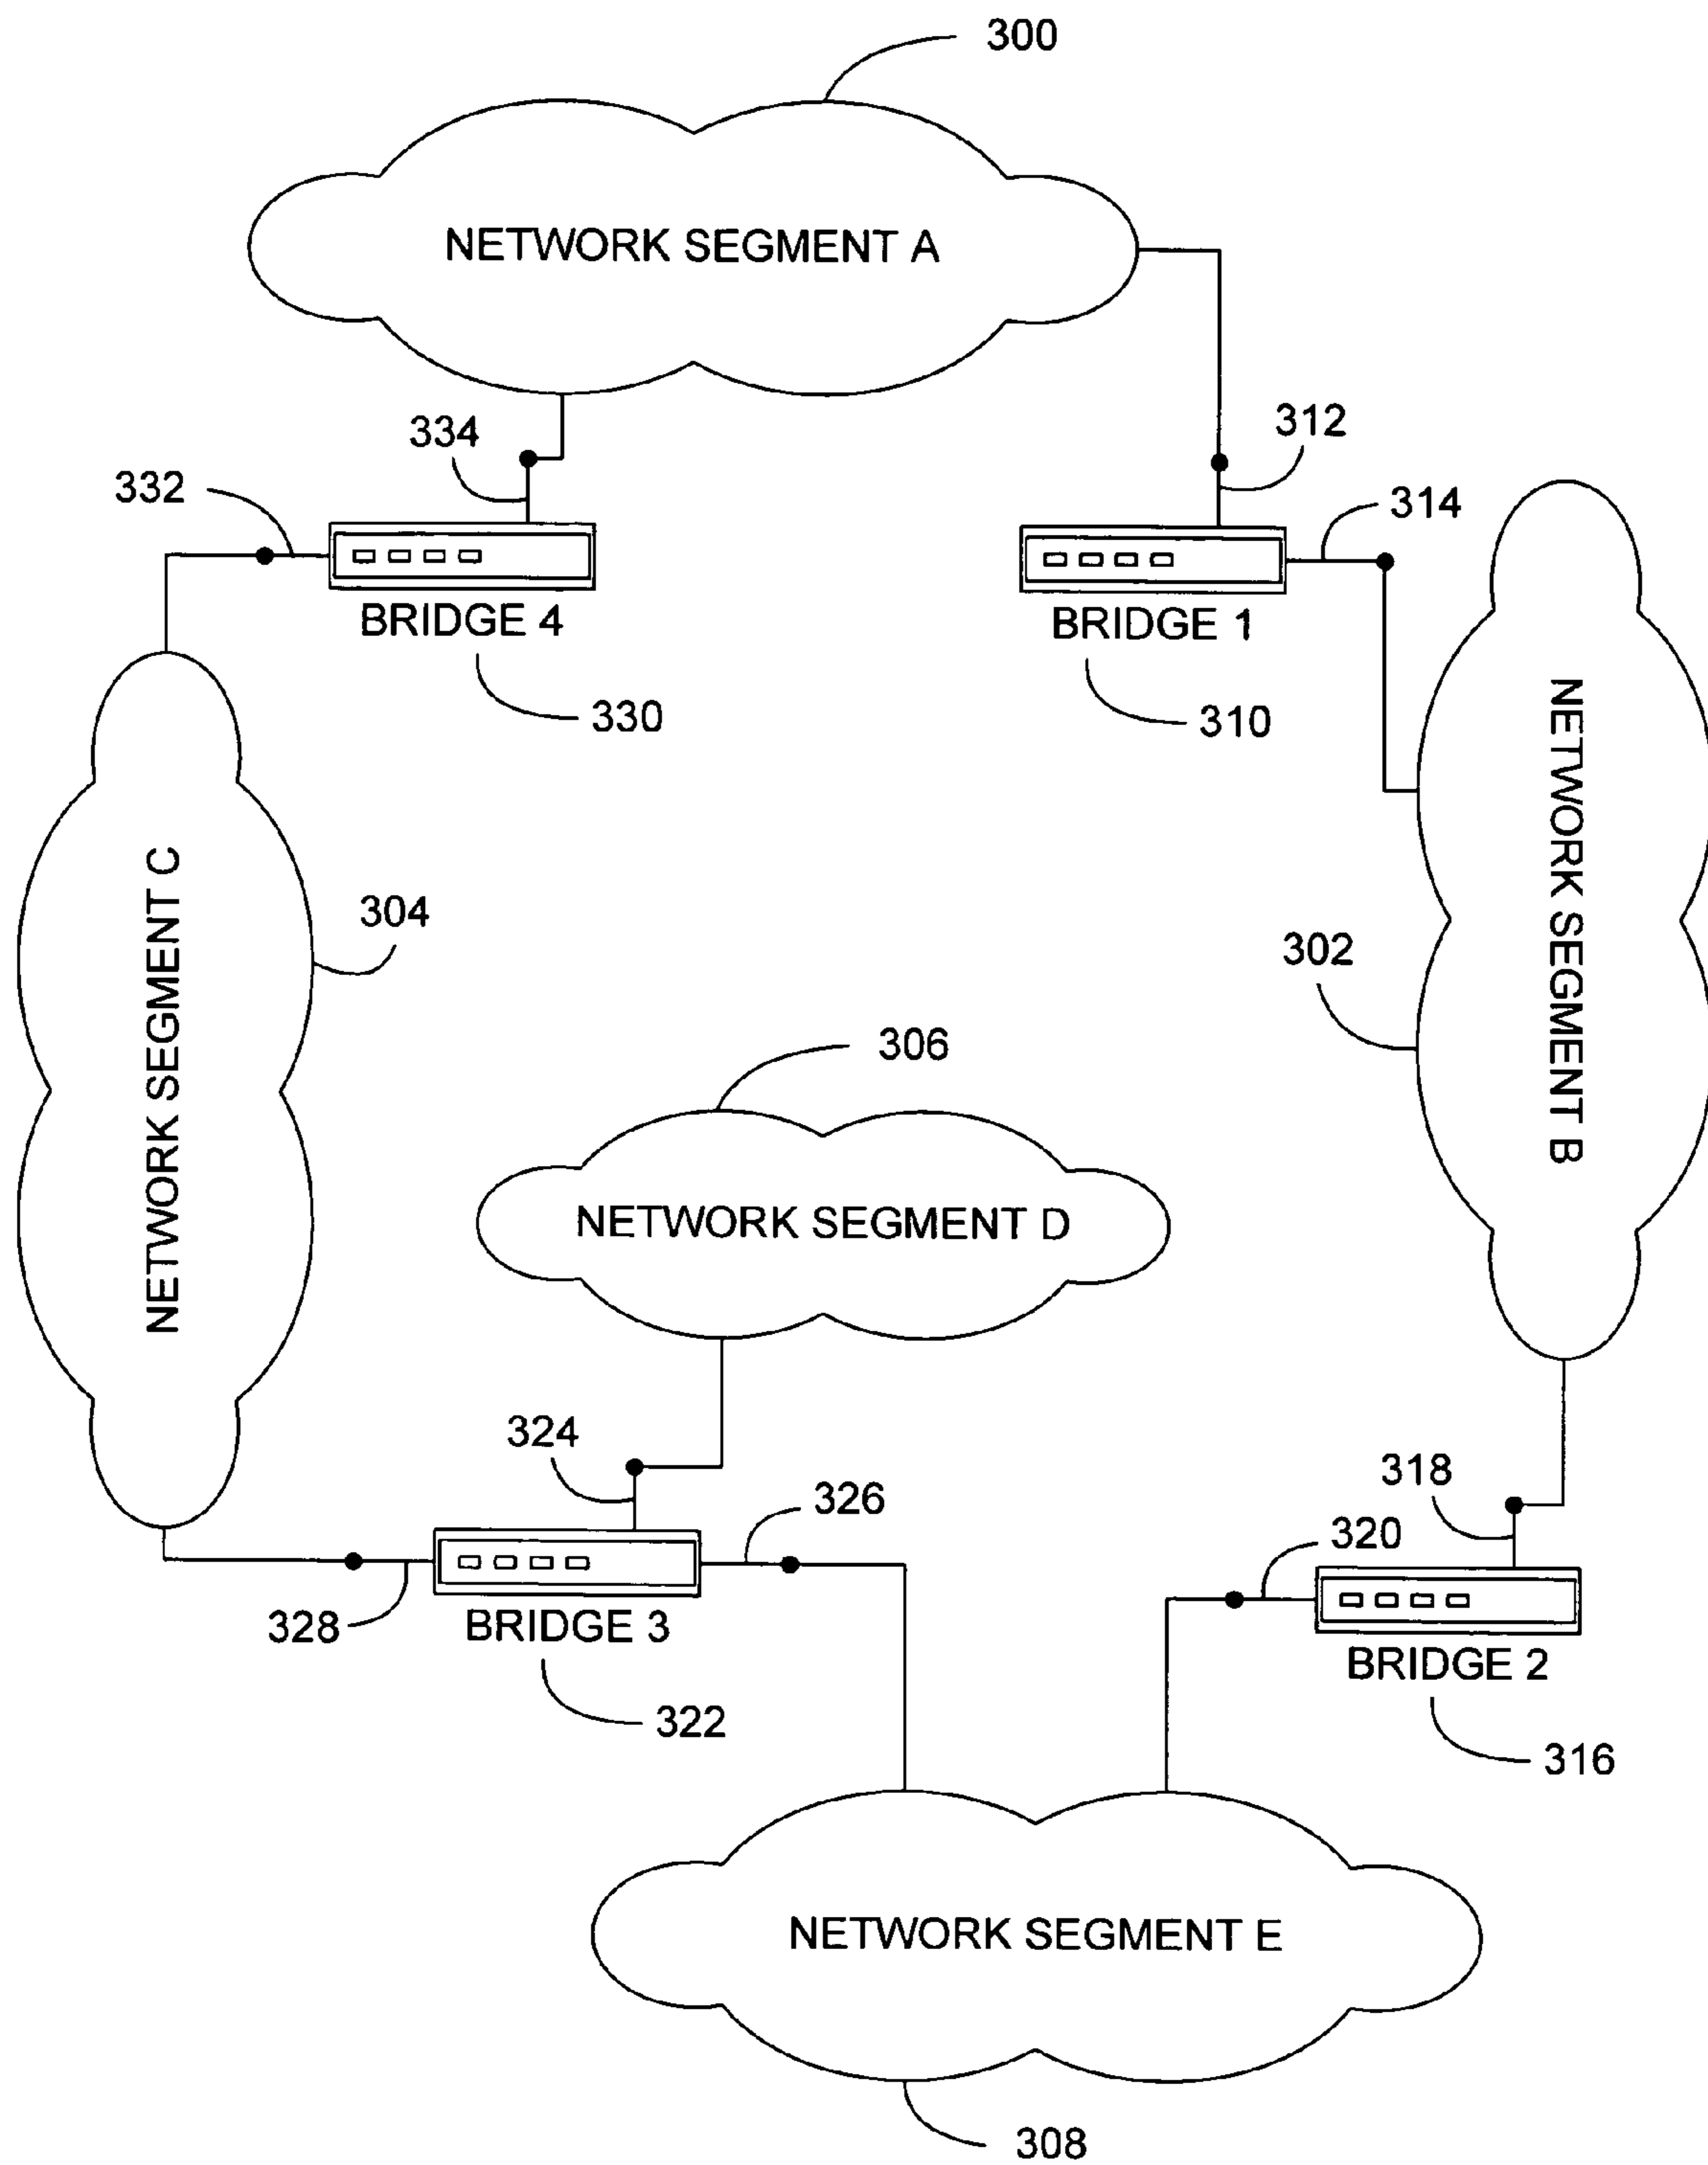 300
NETWORK SEGMENT A
334
312
332
314
BRIDGE 4
BRIDGE 1
330
310
NETWORK SEGMENT C
304
NETWORK SEGMENT B
302
306
NETWORK SEGMENT D
324
326
318
320
328
BRIDGE 3
BRIDGE 2
322
316
NETWORK SEGMENT E
308